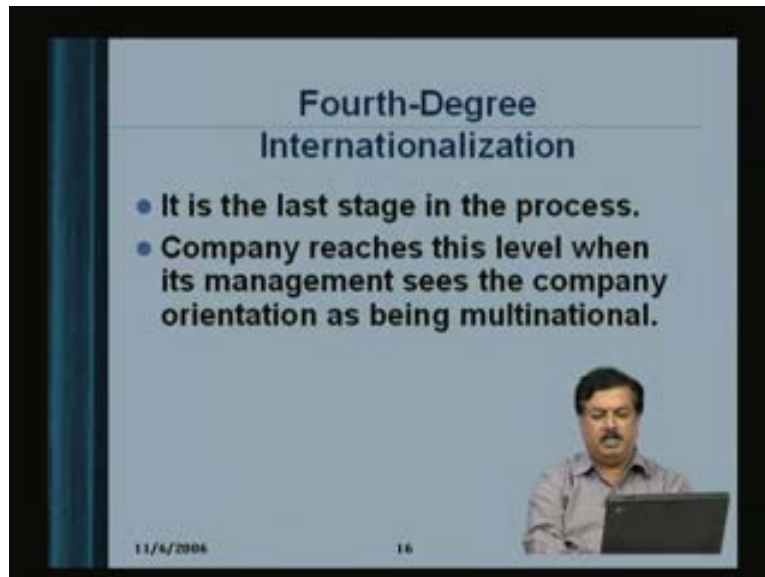 Fourth-Degree
Internationalization
It is the last stage in the process.
Company reaches this level when
its management sees the company
orientation as being multinational.
11/6/2006
16